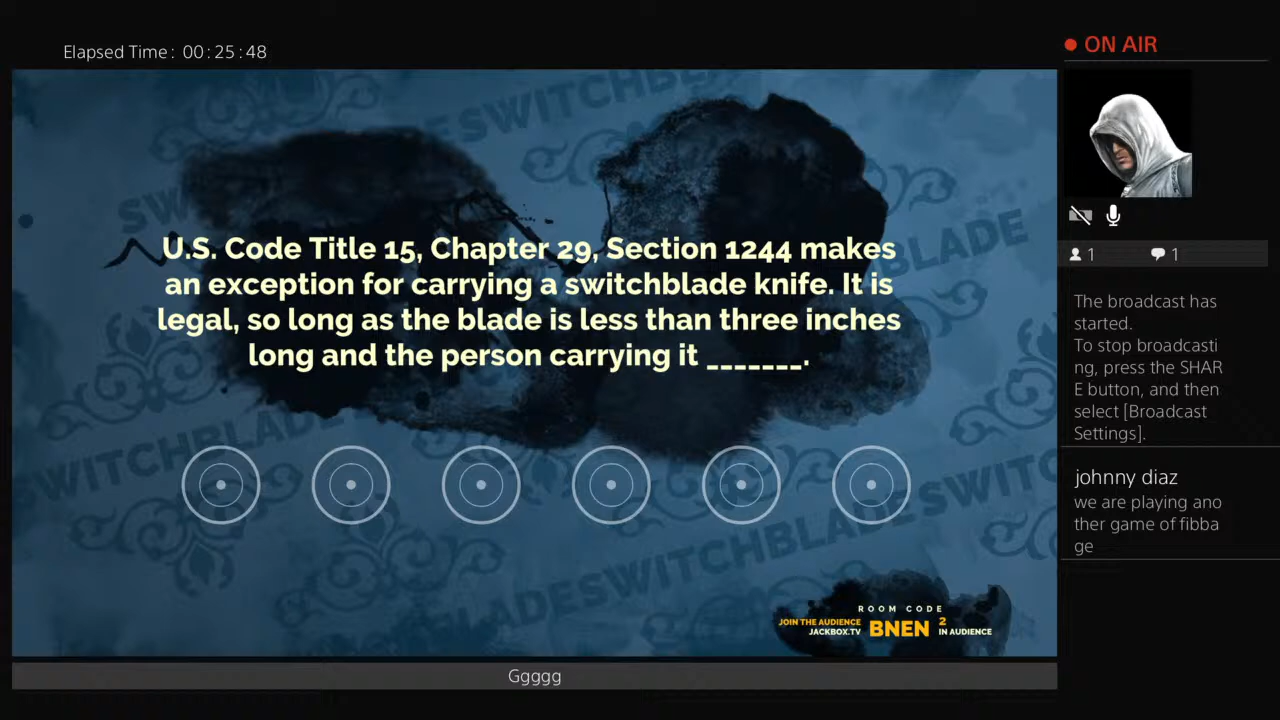 Elapsed Time: 00:25:48
ON AIR
U.S. Code Title 15, Chapter 29, Section 1244 makes
an exception for carrying a switchblade knife. It is
legal, so long as the blade is less than three inches
long and the person carrying it _______.
1 1
The broadcast has
started.
To stop broadcasti
ng, press the SHAR
E button, and then
select [Broadcast
Settings].
johnny diaz
we are playing ano
ther game of fibba
ge
ROOM CODE
JOIN THE AUDIENCE
JACKBOX.TV
BNEN
2
IN AUDIENCE
Ggggg
SWITCHBLADE
SWITCHBLADE
SWITCHBLADE